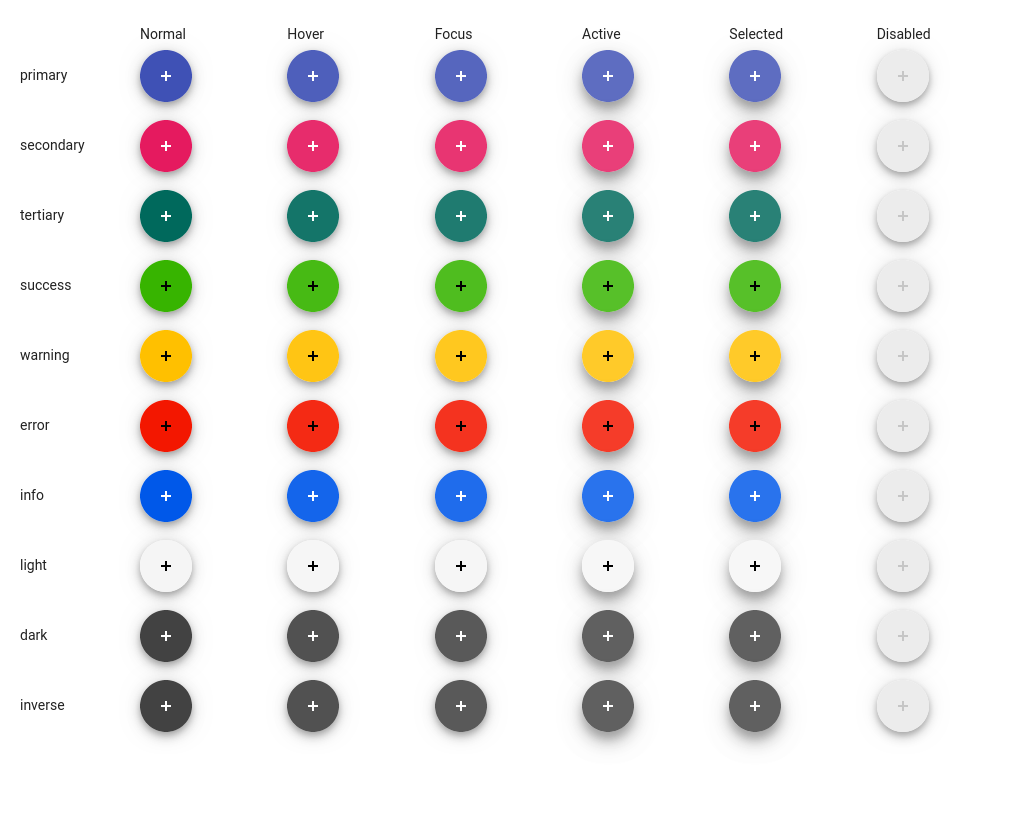 Normal Hover Focus Active Selected Disabled
primary
secondary
tertiary
success
warning
error
info
light
dark
inverse